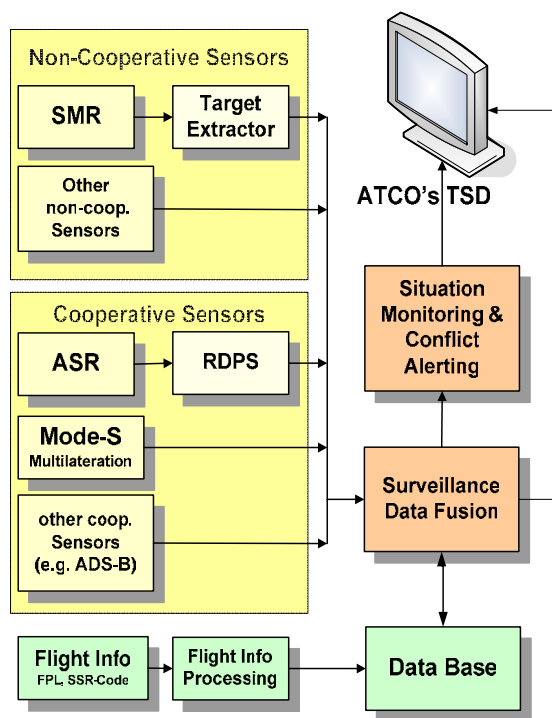 Non-Cooperative Sensors
SMR
Target
Extractor
Other
non-coop.
Sensors
Cooperative Sensors
ASR
RDPS
Mode-S
Multilateration
other coop.
Sensors
(e.g. ADS-B)
Flight Info
FPL, SSR-Code
Flight Info
Processing
ATCO's TSD
Situation
Monitoring &
Conflict
Alerting
Surveillance
Data Fusion
Data Base